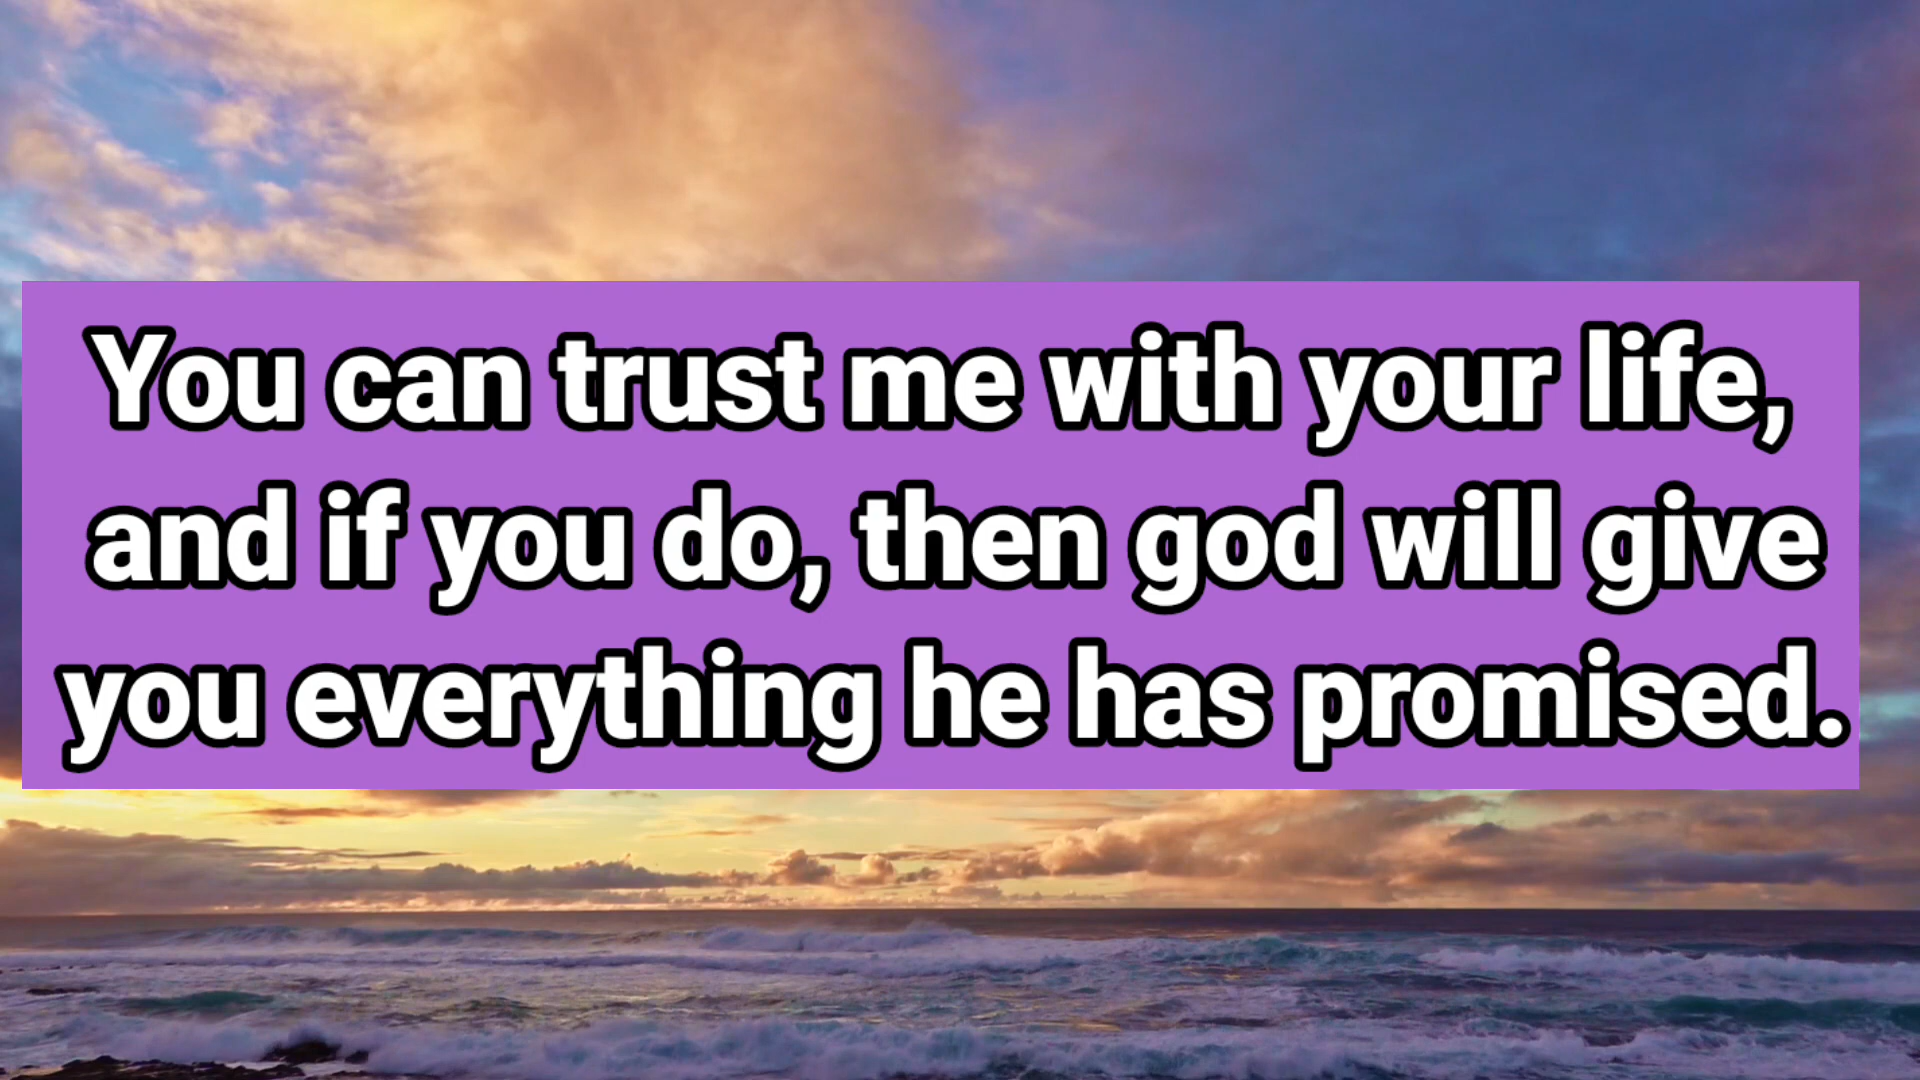 You can trust me with your life,
and if you do, then god will give
you everything he has promised.